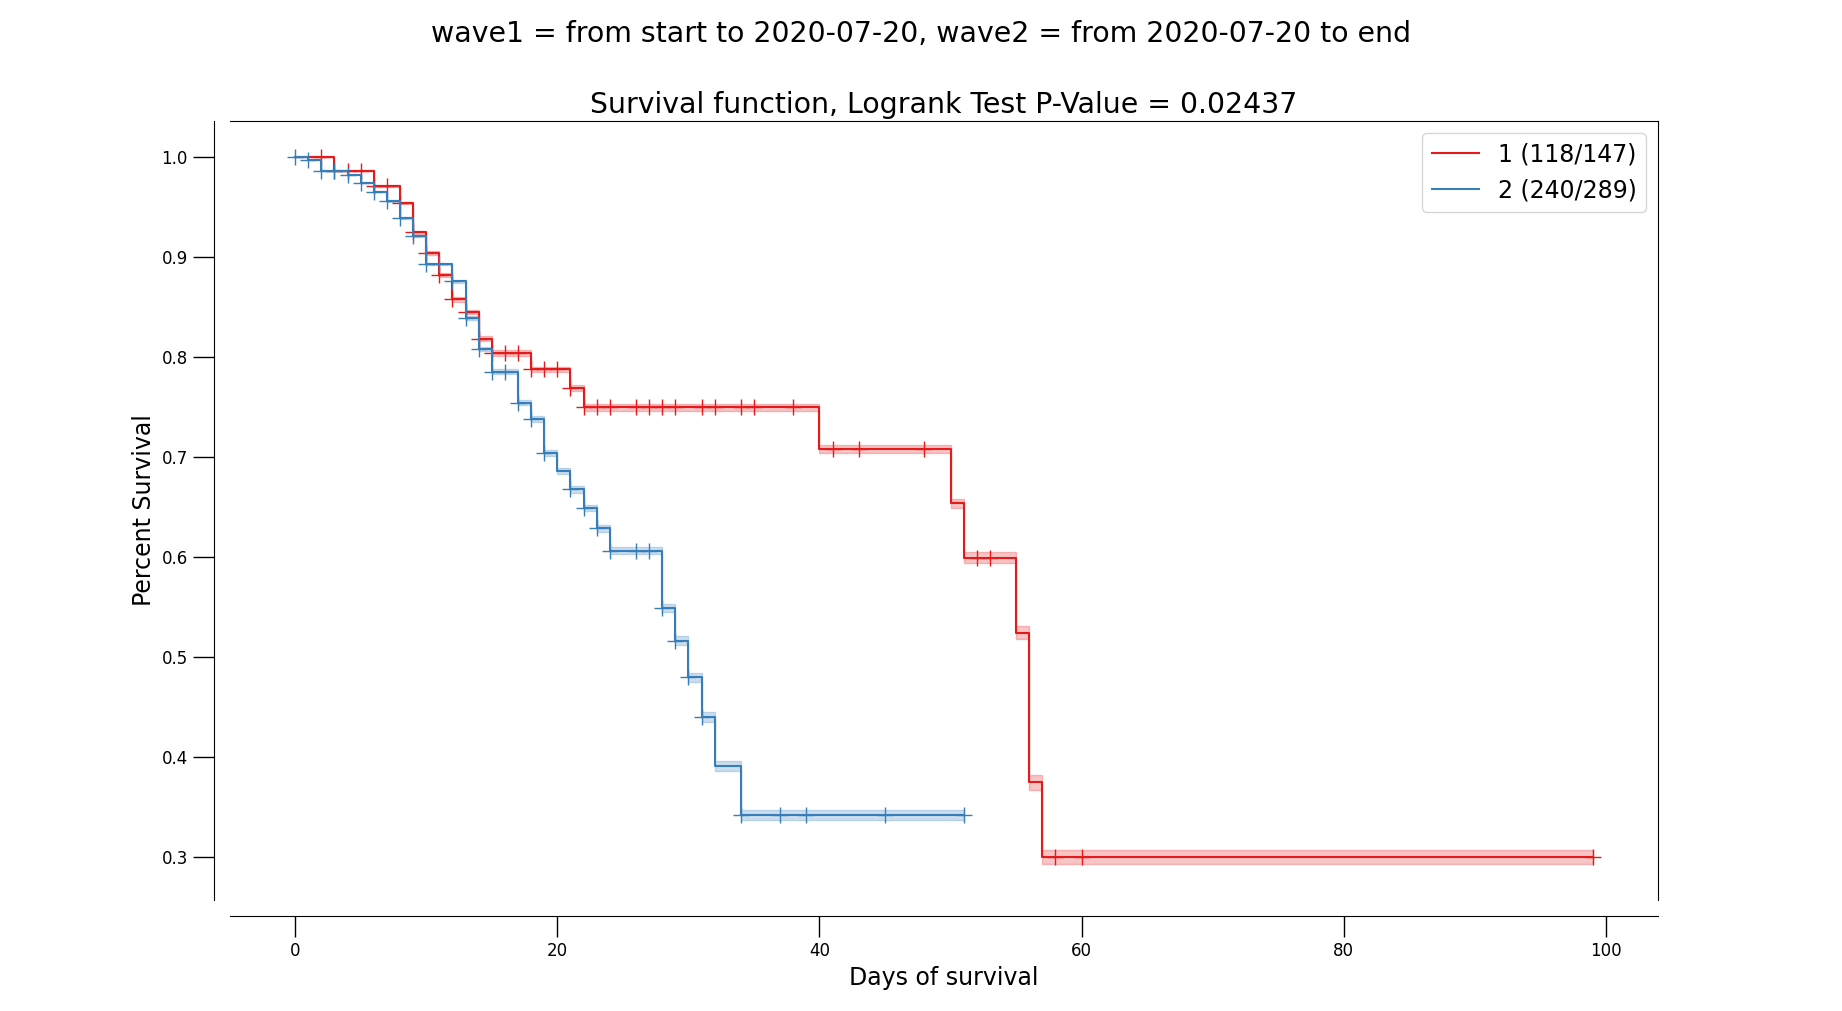 wave1 = from start to 2020-07-20, wave2 = from 2020-07-20 to end
Survival function, Logrank Test P-Value = 0.02437
1 (118/147)
2 (240/289)
1.0
0.9
0.8
0.7
0.6
0.5
0.4
0.3
Percent Survival
0 20 40 60 80 100
Days of survival